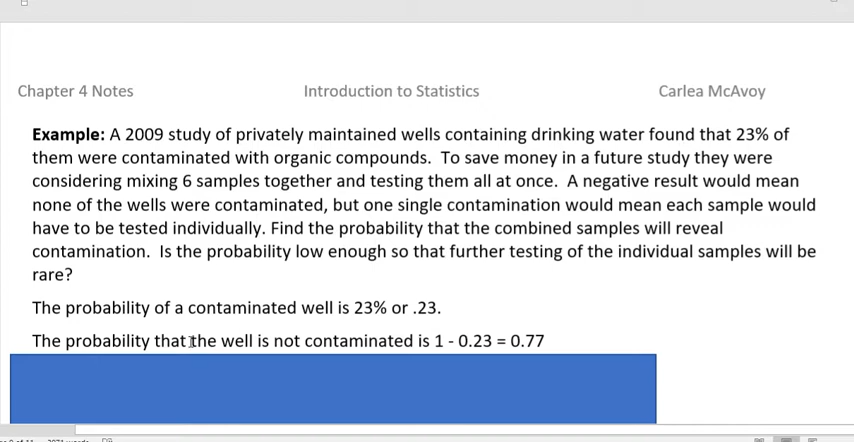 Chapter 4 Notes Introduction to Statistics Carlea McAvoy
Example: A 2009 study of privately maintained wells containing drinking water found that 23% of
them were contaminated with organic compounds. To save money in a future study they were
considering mixing 6 samples together and testing them all at once. A negative result would mean
none of the wells were contaminated, but one single contamination would mean each sample would
have to be tested individually. Find the probability that the combined samples will reveal
contamination. Is the probability low enough so that further testing of the individual samples will be
rare?
The probability of a contaminated well is 23% or .23.
The probability that the well is not contaminated is 1 - 0.23 = 0.77